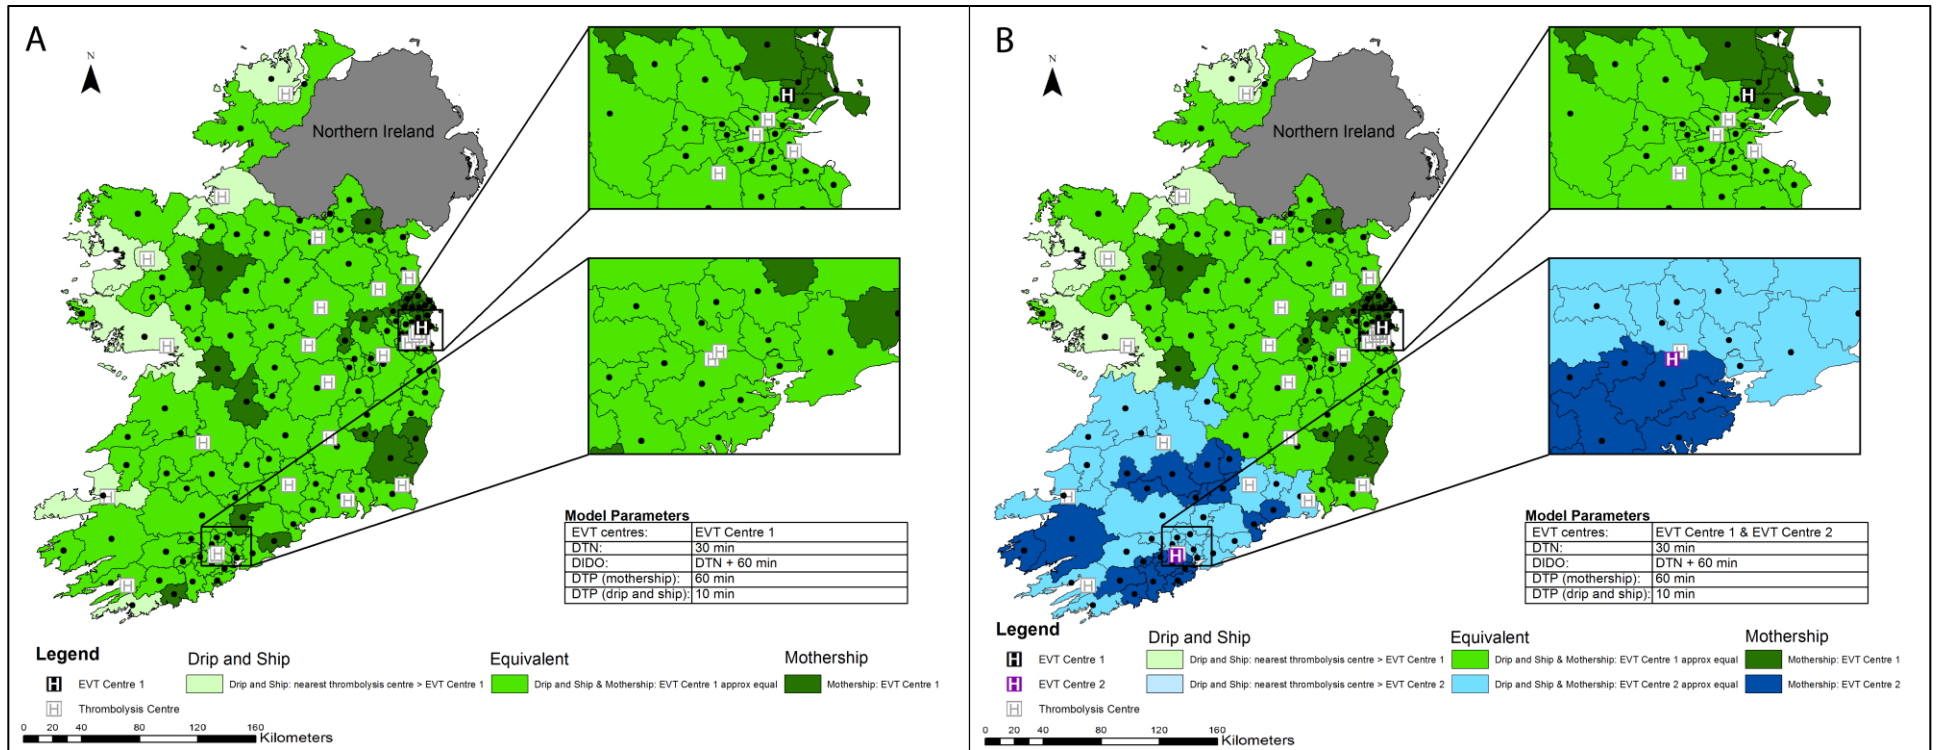 A
N
Northern Ireland
Model Parameters
EVT centres: EVT Centre 1
DTN: 30 min
DIDO: DTN + 60 min
DTP (mothership): 60 min
DTP (drip and ship): 10 min
Legend
EVT Centre 1
Thrombolysis Centre
Drip and Ship
Drip and Ship: nearest thrombolysis centre > EVT Centre 1
Equivalent
Drip and Ship & Mothership: EVT Centre 1 approx equal
Mothership
Mothership: EVT Centre 1
0 20 40 80 120 160
Kilometers
B
N
Northern Ireland
Model Parameters
EVT centres: EVT Centre 1 & EVT Centre 2
DTN: 30 min
DIDO: DTN + 60 min
DTP (mothership): 60 min
DTP (drip and ship): 10 min
Legend
EVT Centre 1
EVT Centre 2
Thrombolysis Centre
Drip and Ship
Drip and Ship: nearest thrombolysis centre > EVT Centre 1
Drip and Ship: nearest thrombolysis centre > EVT Centre 2
Equivalent
Drip and Ship & Mothership: EVT Centre 1 approx equal
Drip and Ship & Mothership: EVT Centre 2 approx equal
Mothership
Mothership: EVT Centre 1
Mothership: EVT Centre 2
0 20 40 80 120 160
Kilometers